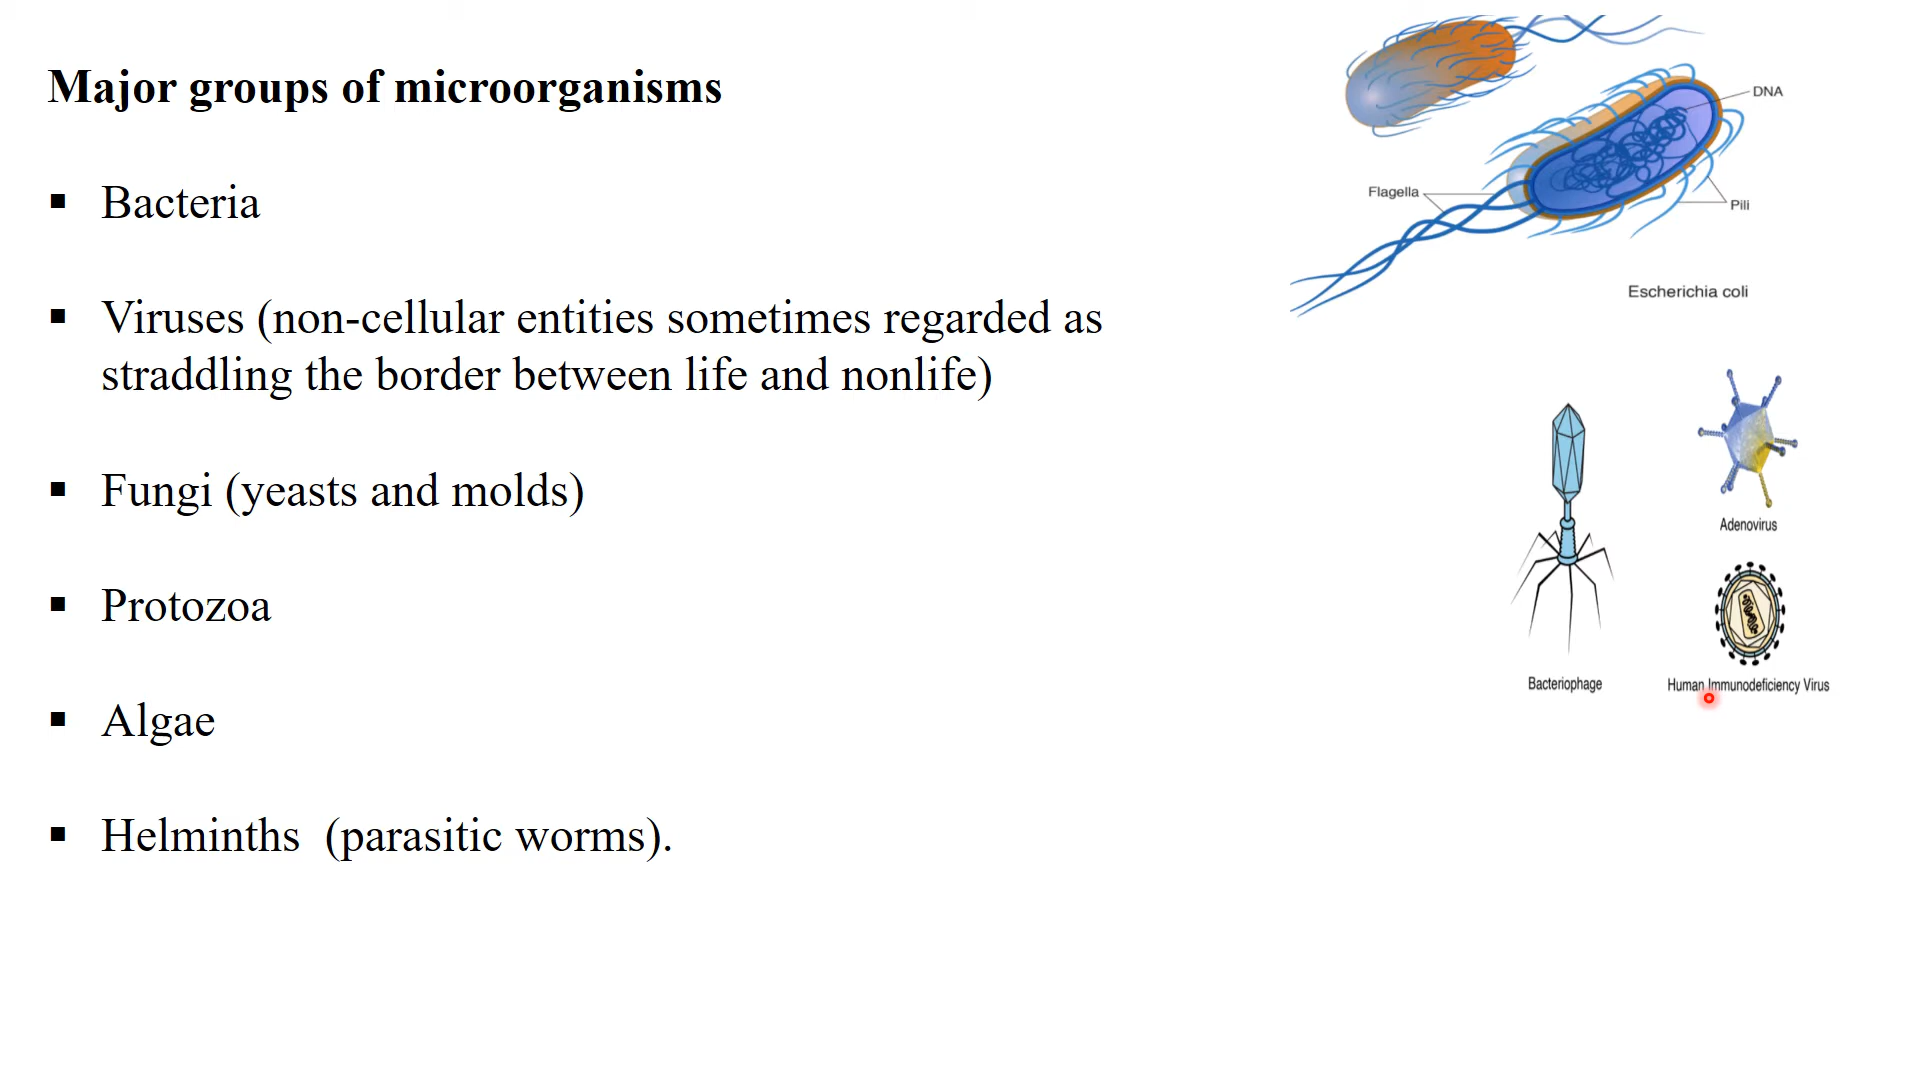 Major groups of microorganisms
▪ Bacteria
▪ Viruses (non-cellular entities sometimes regarded as
straddling the border between life and nonlife)
▪ Fungi (yeasts and molds)
▪ Protozoa
▪ Algae
▪ Helminths (parasitic worms).
DNA
Flagella
Pili
Escherichia coli
Adenovirus
Bacteriophage
Human Immunodeficiency Virus